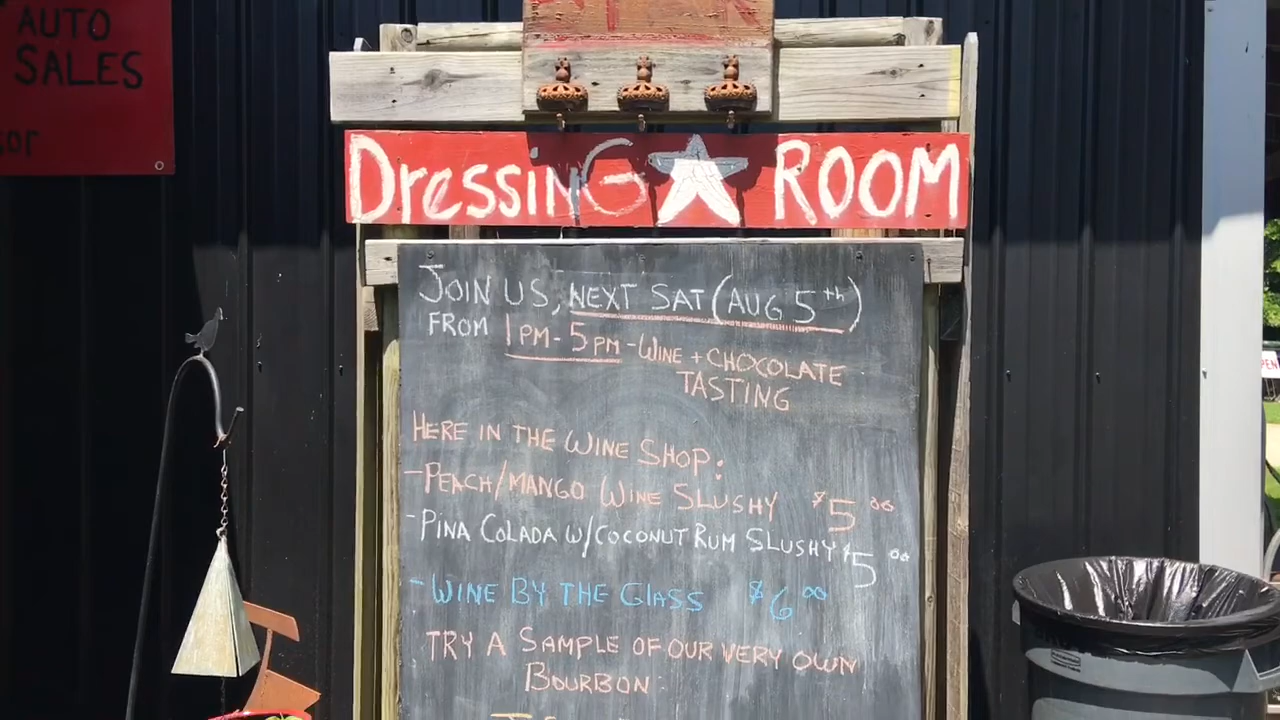 AUTO
SALES
sor
DressinG ROOM
JOIN US, NEXT SAT (AUG 5th)
FROM 1PM - 5PM - WINE + CHOCOLATE
TASTING
HERE IN THE WINE SHOP:
- PEACH/MANGO WINE SLUSHY $5.00
- PINA COLADA W/COCONUT RUM SLUSHY $5.00
- WINE BY THE GLASS $6.00
TRY A SAMPLE OF OUR VERY OWN
BOURBON: